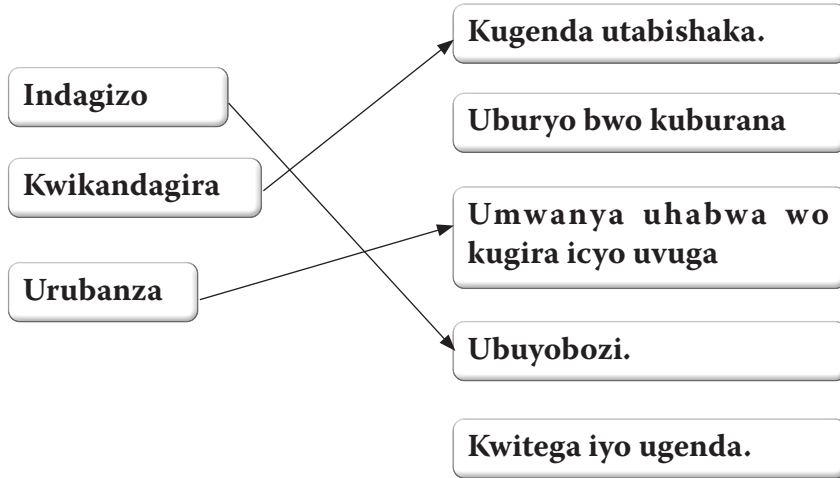 Indagizo
Kwikandagira
Urubanza
Kugenda utabishaka.
Uburyo bwo kuburana
Umwanya uhabwa wo
kugira icyo uvuga
Ubuyobozi.
Kwitega iyo ugenda.